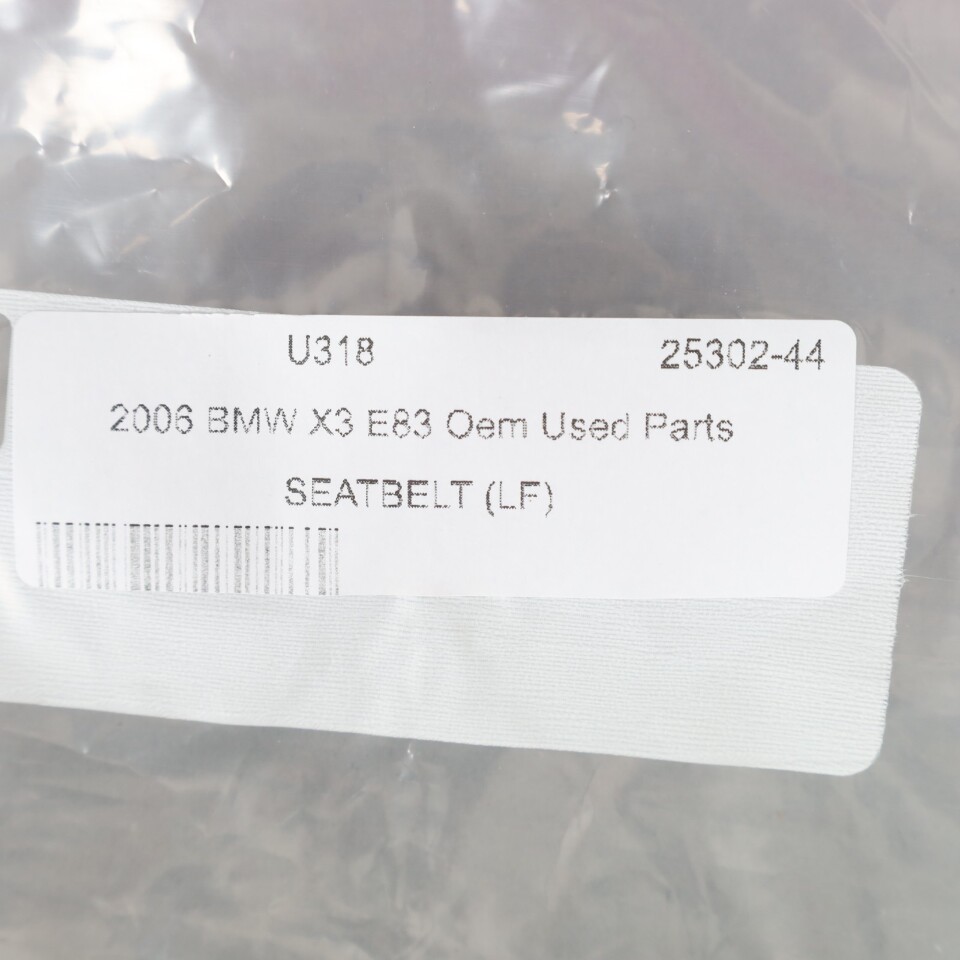 U318 25302-44
2006 BMW X3 E83 Oem Used Parts
SEATBELT (LF)